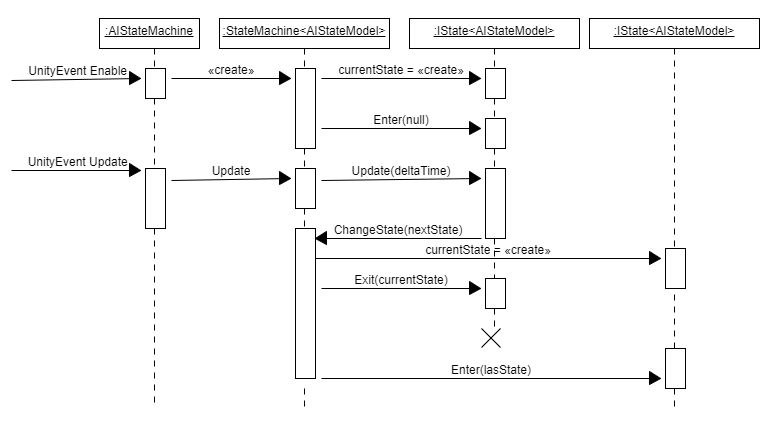 :AIStateMachine
:StateMachine<AIStateModel>
:IState<AIStateModel>
:IState<AIStateModel>
UnityEvent Enable
«create»
currentState = «create»
Enter(null)
UnityEvent Update
Update
Update(deltaTime)
ChangeState(nextState)
currentState = «create»
Exit(currentState)
Enter(lasState)